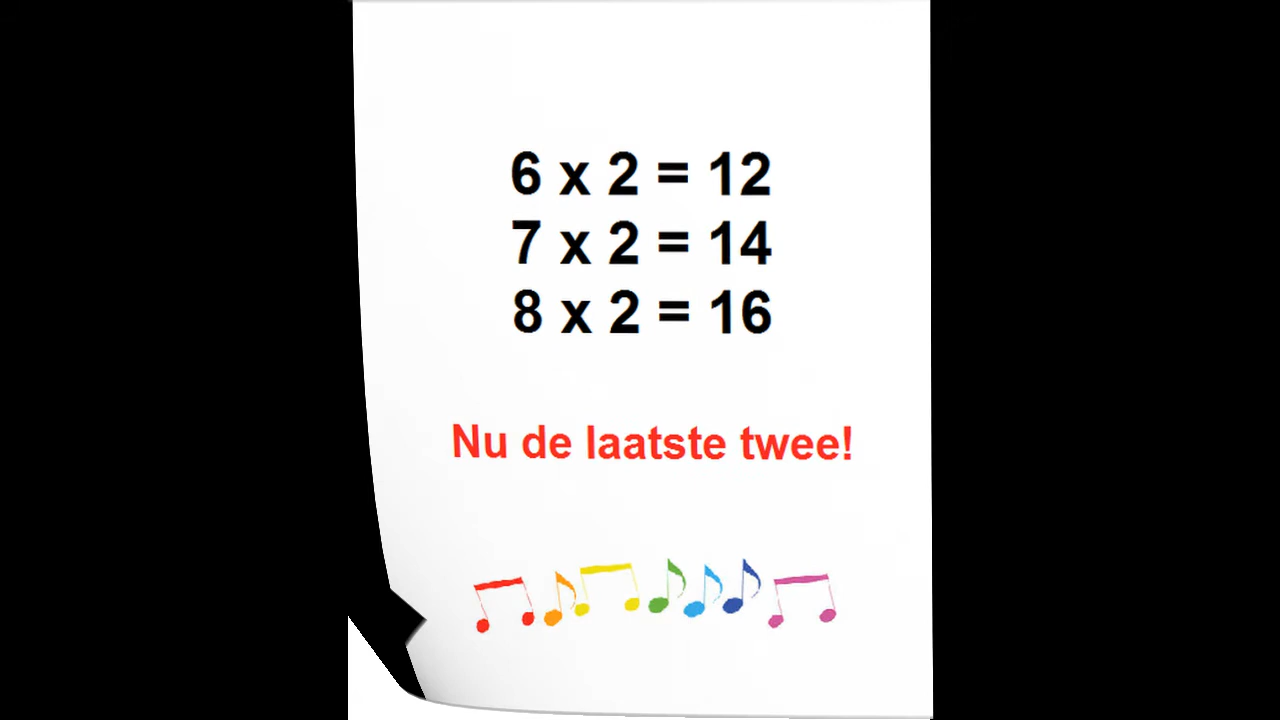 6 x 2 = 12
7 x 2 = 14
8 x 2 = 16
Nu de laatste twee!